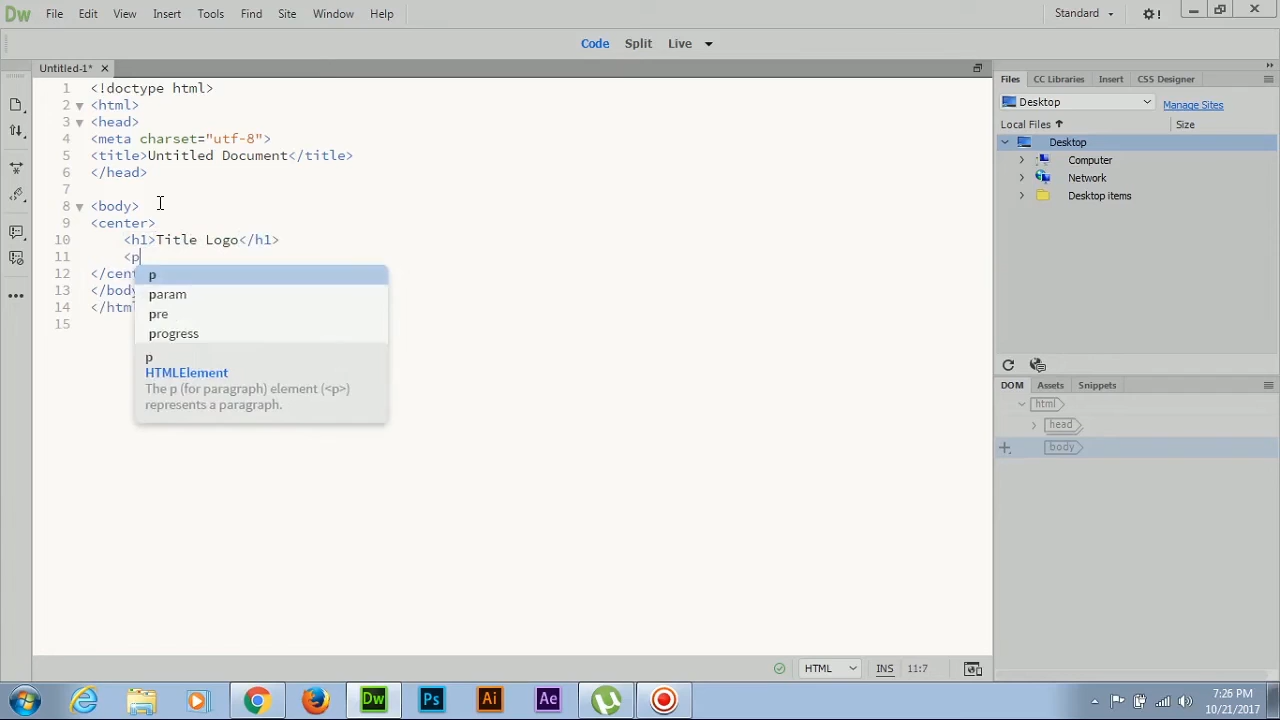 Dw File Edit View Insert Tools Find Site Window Help Standard
Code Split Live
Untitled-1*
1 <!doctype html>
2 <html>
3 <head>
4 <meta charset="utf-8">
5 <title>Untitled Document</title>
6 </head>
7
8 <body>
9 <center>
10 <h1>Title Logo</h1>
11 <p
12 </cent
13 </body
14 </html
15
p
param
pre
progress
p
HTMLElement
The p (for paragraph) element (<p>)
represents a paragraph.
Files CC Libraries Insert CSS Designer
Desktop Manage Sites
Local Files Size
Desktop
Computer
Network
Desktop items
DOM Assets Snippets
html
head
body
HTML INS 11:7
Dw Ps Ai Ae
7:26 PM
10/21/2017